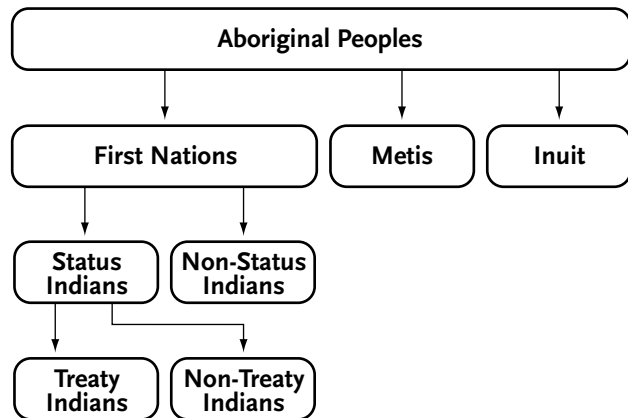 Aboriginal Peoples
First Nations
Metis
Inuit
Status
Indians
Non-Status
Indians
Treaty
Indians
Non-Treaty
Indians